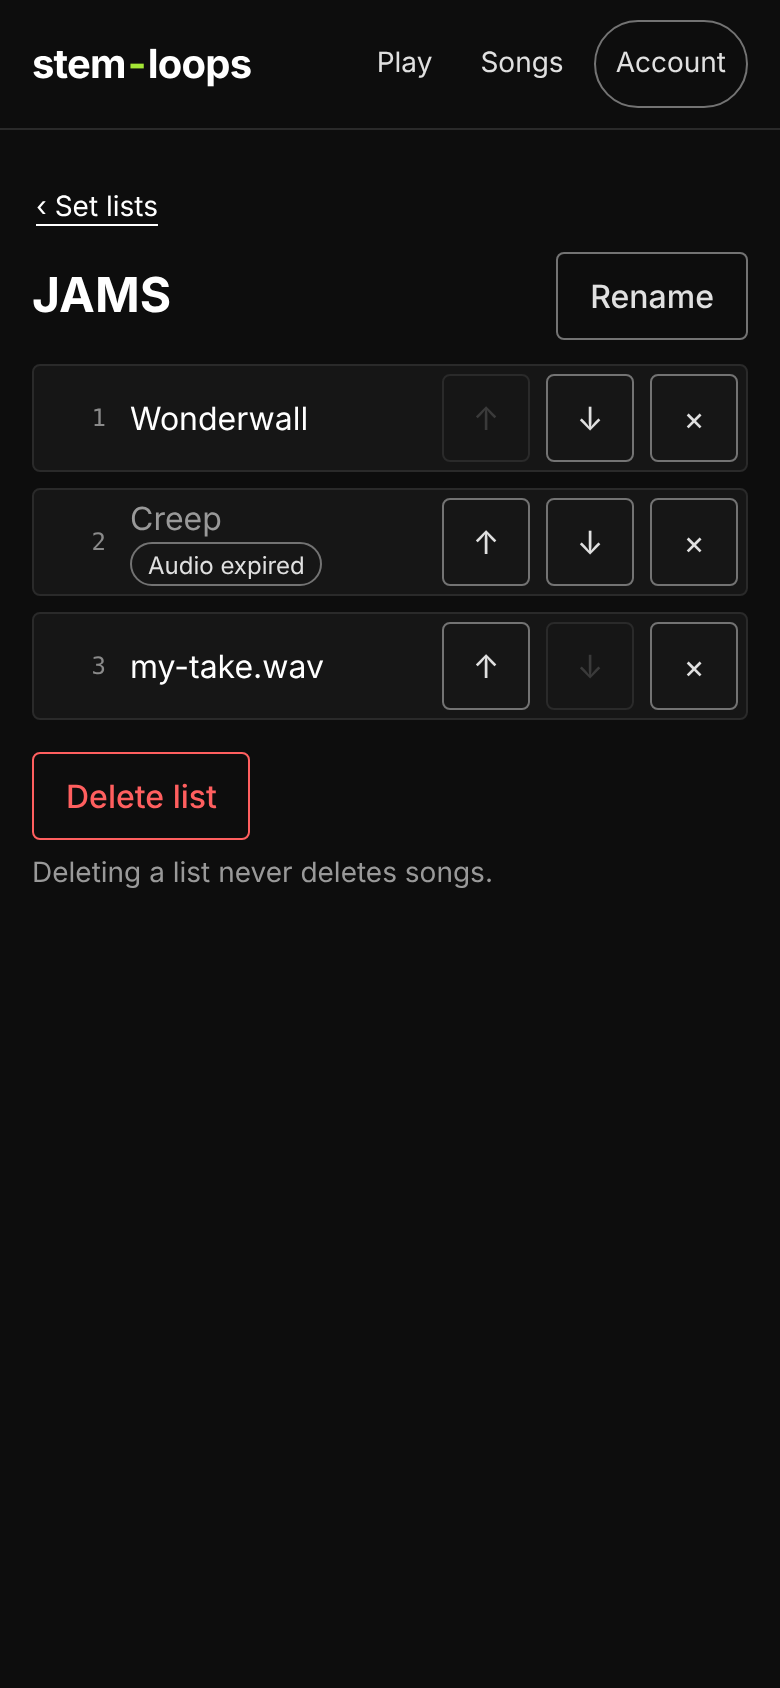 stem-loops Play Songs Account
‹ Set lists
JAMS Rename
1 Wonderwall ↑ ↓ ×
2 Creep ↑ ↓ ×
Audio expired
3 my-take.wav ↑ ↓ ×
Delete list
Deleting a list never deletes songs.